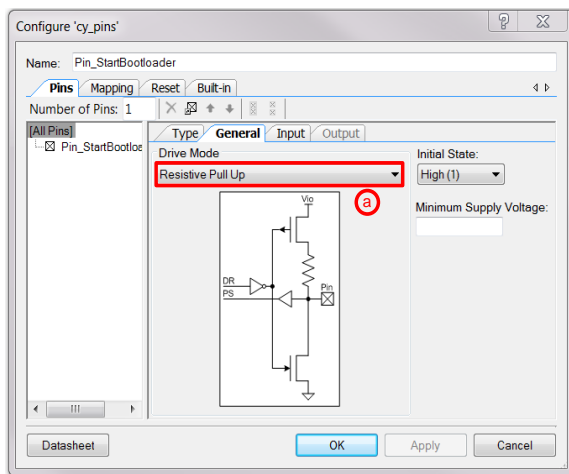 Configure 'cy_pins'
Name: Pin_StartBootloader
Pins Mapping Reset Built-in
Number of Pins: 1
[All Pins]
Pin_StartBootloa
Type General Input Output
Drive Mode
Resistive Pull Up
a
Initial State:
High (1)
Minimum Supply Voltage:
Vio
DR
PS
Pin
Datasheet OK Apply Cancel